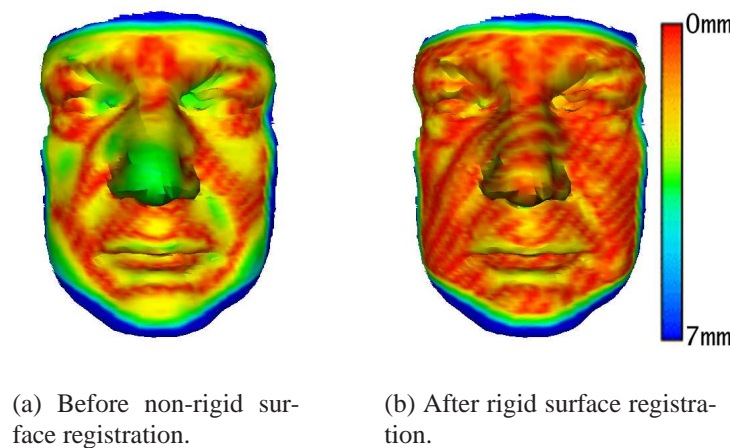 0mm
7mm
(a) Before non-rigid sur-
face registration.
(b) After rigid surface registra-
tion.